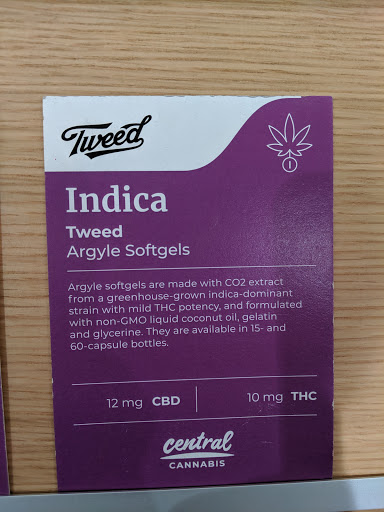 Tweed
I
Indica
Tweed
Argyle Softgels
Argyle softgels are made with CO2 extract
from a greenhouse-grown indica-dominant
strain with mild THC potency, and formulated
with non-GMO liquid coconut oil, gelatin
and glycerine. They are available in 15- and
60-capsule bottles.
12 mg CBD
10 mg THC
central
CANNABIS